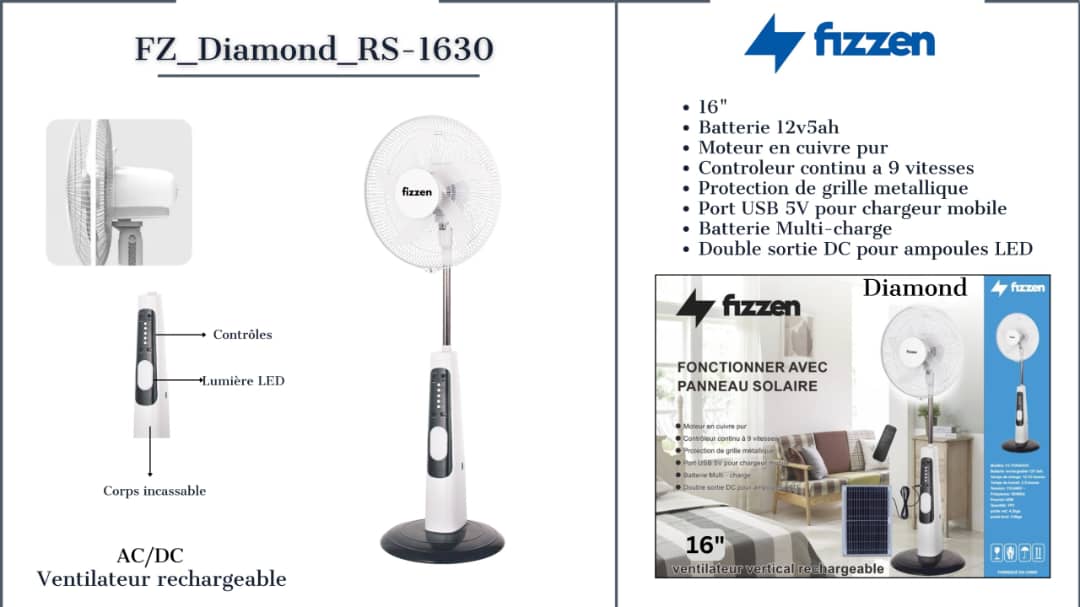 FZ_Diamond_RS-1630
fizzen
Contrôles
Lumière LED
Corps incassable
AC/DC
Ventilateur rechargeable
fizzen
16"
Batterie 12v5ah
Moteur en cuivre pur
Controleur continu a 9 vitesses
Protection de grille metallique
Port USB 5V pour chargeur mobile
Batterie Multi-charge
Double sortie DC pour ampoules LED
Diamond
fizzen
fizzen
FONCTIONNER AVEC
PANNEAU SOLAIRE
Moteur en cuivre pur
Contrôleur continu à 9 vitesses
Protection de grille métallique
Port USB 5V pour chargeur
Batterie Multi - charge
Double sortie DC pour
16"
ventilateur vertical rechargeable